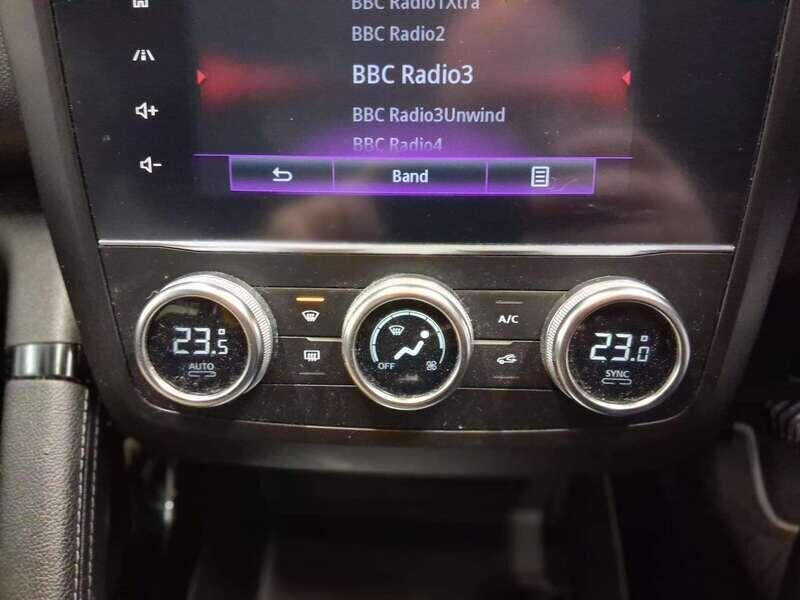 BBC Radio1Xtra
BBC Radio2
BBC Radio3
BBC Radio3Unwind
BBC Radio4
Band
23.5°
AUTO
OFF
A/C
23.0°
SYNC